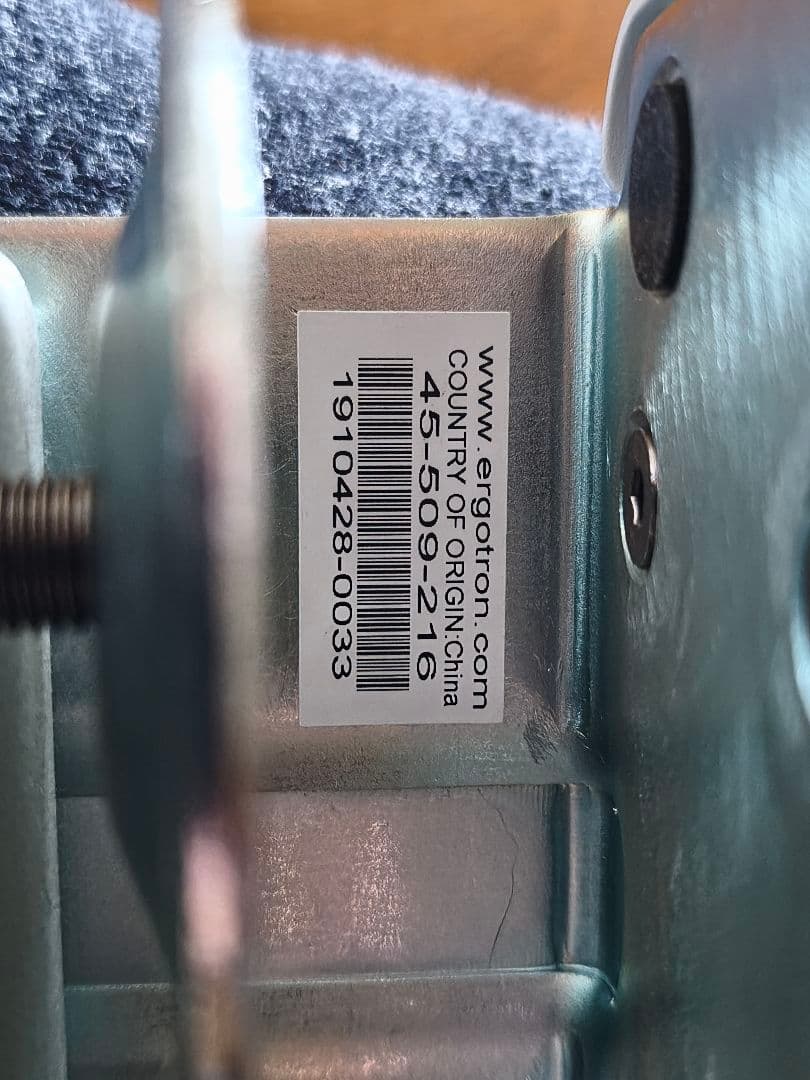 www.ergotron.com
COUNTRY OF ORIGIN:China
45-509-216
1910428-0033